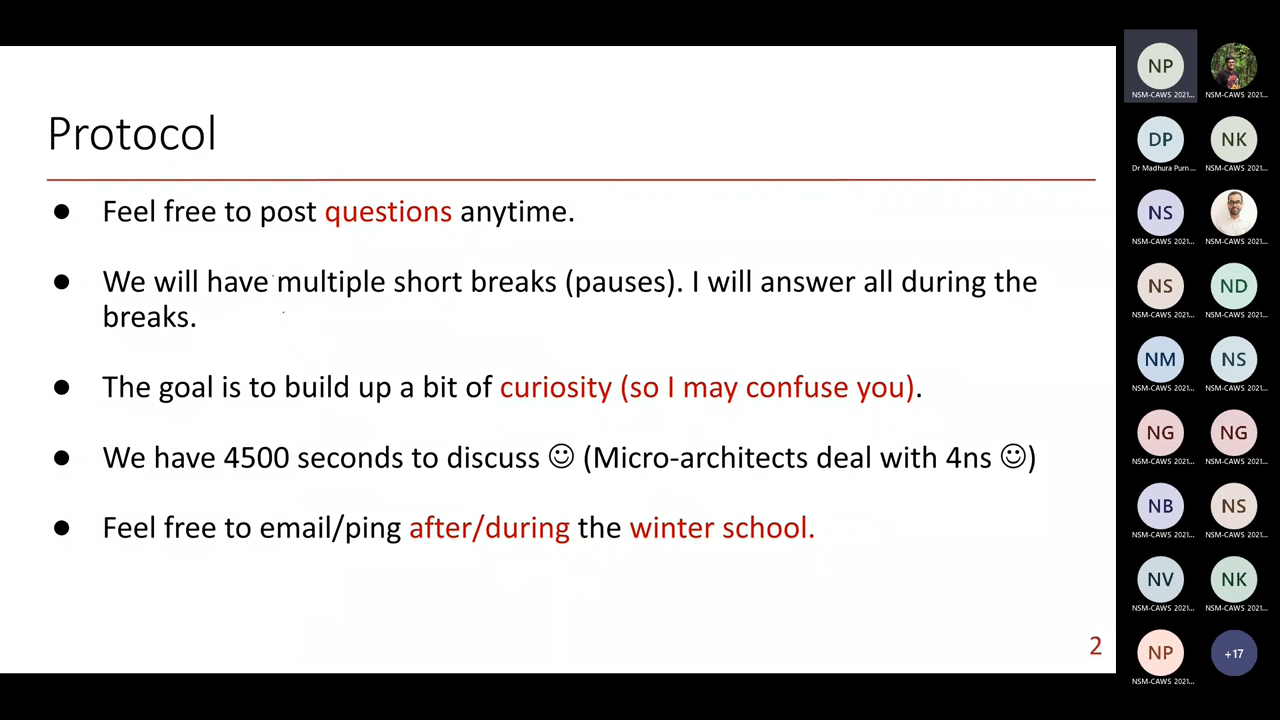 Protocol
● Feel free to post questions anytime.
● We will have multiple short breaks (pauses). I will answer all during the
breaks.
● The goal is to build up a bit of curiosity (so I may confuse you).
● We have 4500 seconds to discuss ☺ (Micro-architects deal with 4ns ☺)
● Feel free to email/ping after/during the winter school.
2
NP
NSM-CAWS 2021... NSM-CAWS 2021...
DP NK
Dr Madhura Purn... NSM-CAWS 2021...
NS
NSM-CAWS 2021... NSM-CAWS 2021...
NS ND
NSM-CAWS 2021... NSM-CAWS 2021...
NM NS
NSM-CAWS 2021... NSM-CAWS 2021...
NG NG
NSM-CAWS 2021... NSM-CAWS 2021...
NB NS
NSM-CAWS 2021... NSM-CAWS 2021...
NV NK
NSM-CAWS 2021... NSM-CAWS 2021...
NP +17
NSM-CAWS 2021...